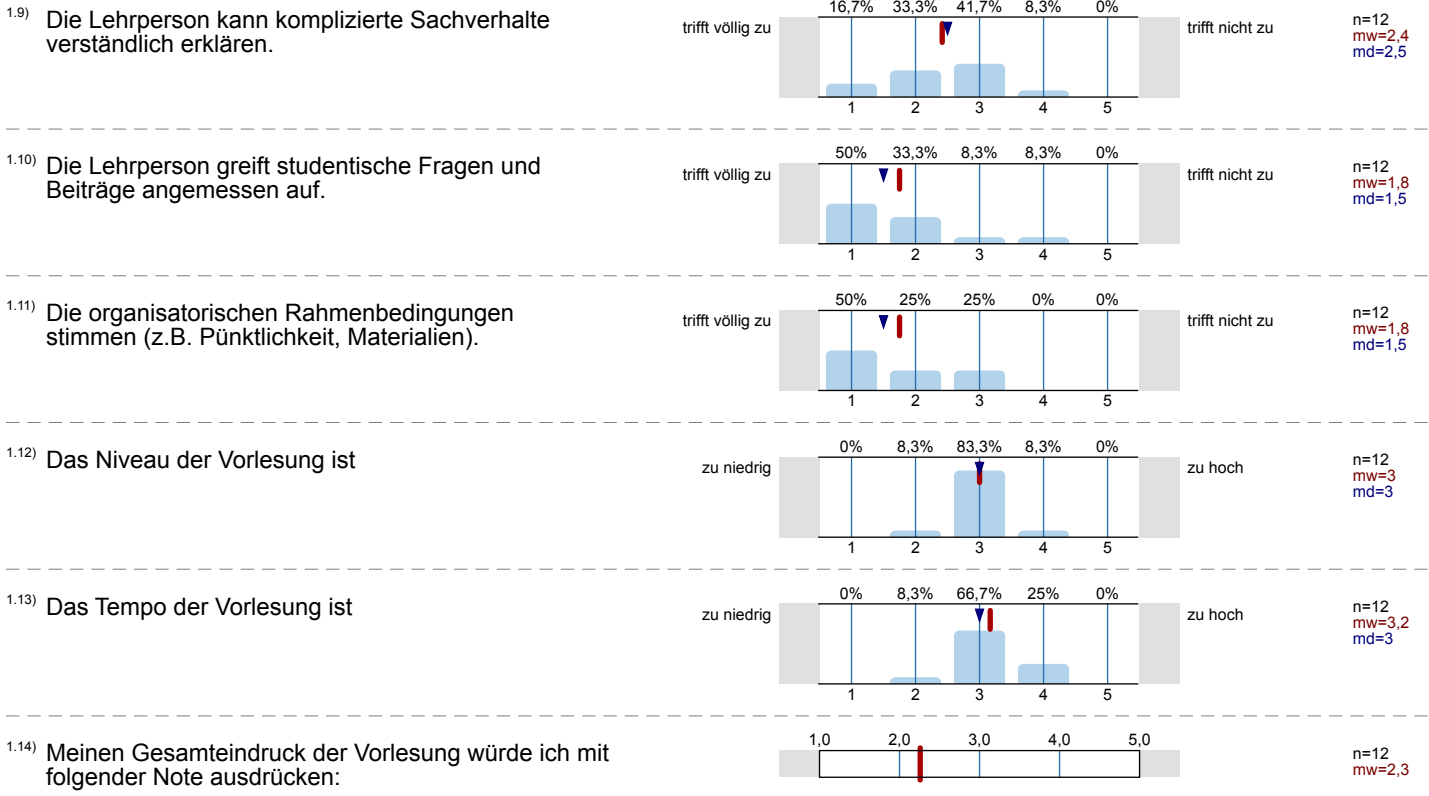 1.9) Die Lehrperson kann komplizierte Sachverhalte
verständlich erklären.
trifft völlig zu
16,7% 33,3% 41,7% 8,3% 0%
1 2 3 4 5
trifft nicht zu
n=12
mw=2,4
md=2,5
1.10) Die Lehrperson greift studentische Fragen und
Beiträge angemessen auf.
trifft völlig zu
50% 33,3% 8,3% 8,3% 0%
1 2 3 4 5
trifft nicht zu
n=12
mw=1,8
md=1,5
1.11) Die organisatorischen Rahmenbedingungen
stimmen (z.B. Pünktlichkeit, Materialien).
trifft völlig zu
50% 25% 25% 0% 0%
1 2 3 4 5
trifft nicht zu
n=12
mw=1,8
md=1,5
1.12) Das Niveau der Vorlesung ist
zu niedrig
0% 8,3% 83,3% 8,3% 0%
1 2 3 4 5
zu hoch
n=12
mw=3
md=3
1.13) Das Tempo der Vorlesung ist
zu niedrig
0% 8,3% 66,7% 25% 0%
1 2 3 4 5
zu hoch
n=12
mw=3,2
md=3
1.14) Meinen Gesamteindruck der Vorlesung würde ich mit
folgender Note ausdrücken:
1,0 2,0 3,0 4,0 5,0
n=12
mw=2,3